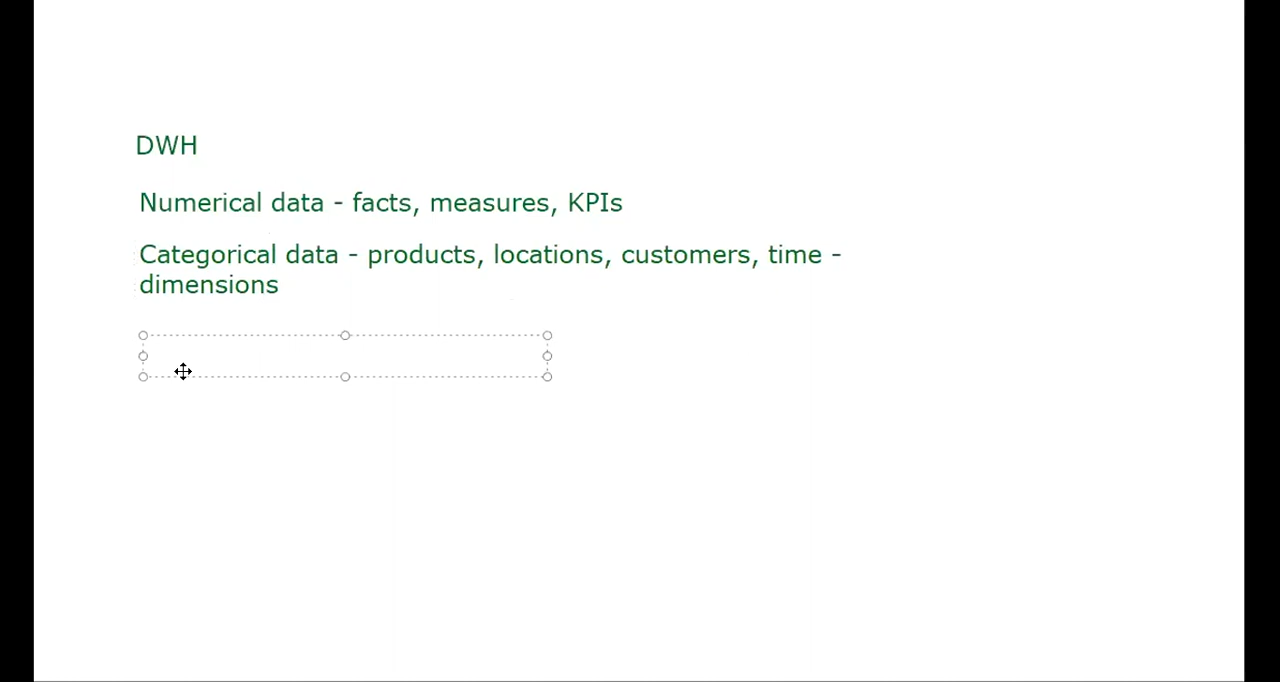 DWH
Numerical data - facts, measures, KPIs
Categorical data - products, locations, customers, time -
dimensions